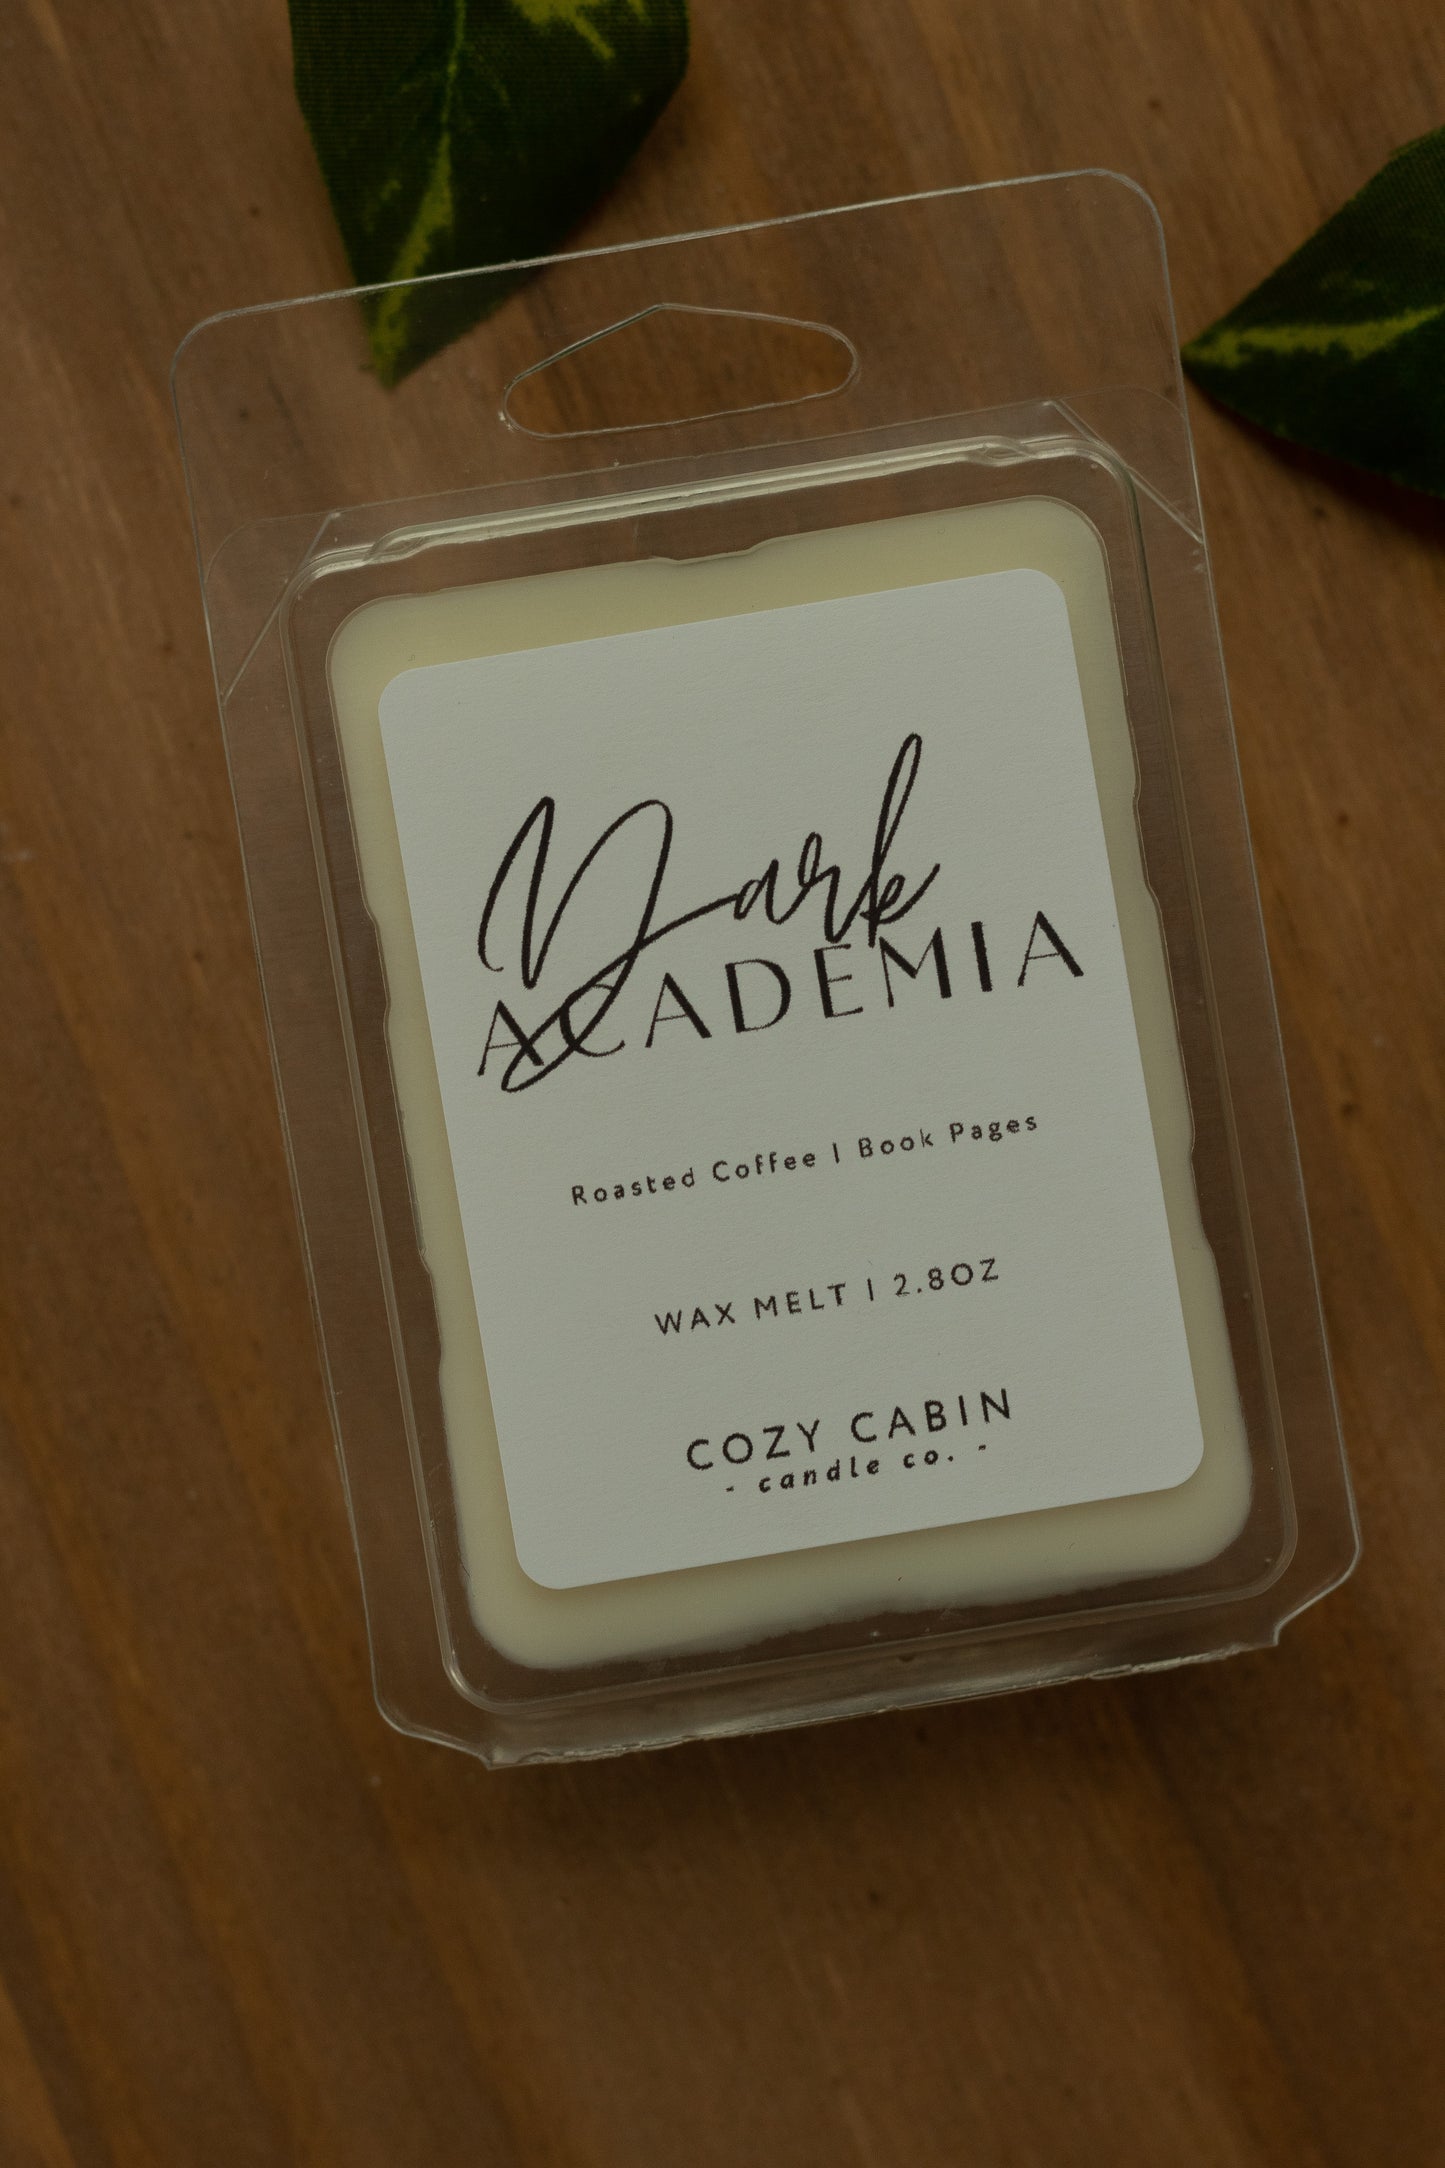 Dark
ACADEMIA
Roasted Coffee | Book Pages
WAX MELT | 2.8OZ
COZY CABIN
- candle co. -